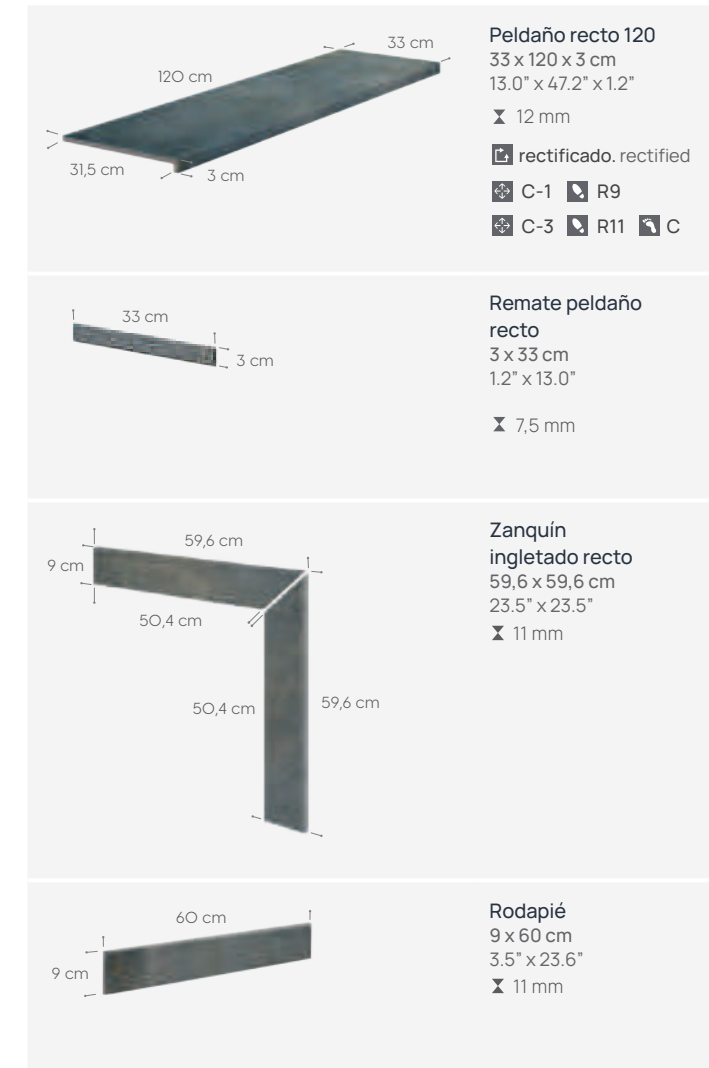 33 cm
120 cm
31,5 cm
3 cm
Peldaño recto 120
33 x 120 x 3 cm
13.0” x 47.2” x 1.2”
12 mm
rectificado. rectified
C-1 R9
C-3 R11 C
33 cm
3 cm
Remate peldaño
recto
3 x 33 cm
1.2” x 13.0”
7,5 mm
59,6 cm
9 cm
50,4 cm
50,4 cm
59,6 cm
Zanquín
ingletado recto
59,6 x 59,6 cm
23.5” x 23.5”
11 mm
60 cm
9 cm
Rodapié
9 x 60 cm
3.5” x 23.6”
11 mm